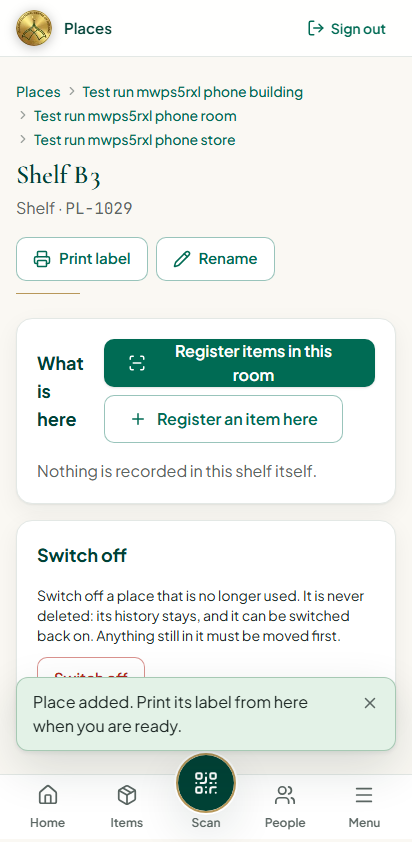 Places
Sign out
Places > Test run mwps5rxl phone building
> Test run mwps5rxl phone room
> Test run mwps5rxl phone store
Shelf B3
Shelf · PL-1029
Print label
Rename
What
is
here
Register items in this
room
Register an item here
Nothing is recorded in this shelf itself.
Switch off
Switch off a place that is no longer used. It is never
deleted: its history stays, and it can be switched
back on. Anything still in it must be moved first.
Switch off
Place added. Print its label from here
when you are ready.
Home
Items
Scan
People
Menu